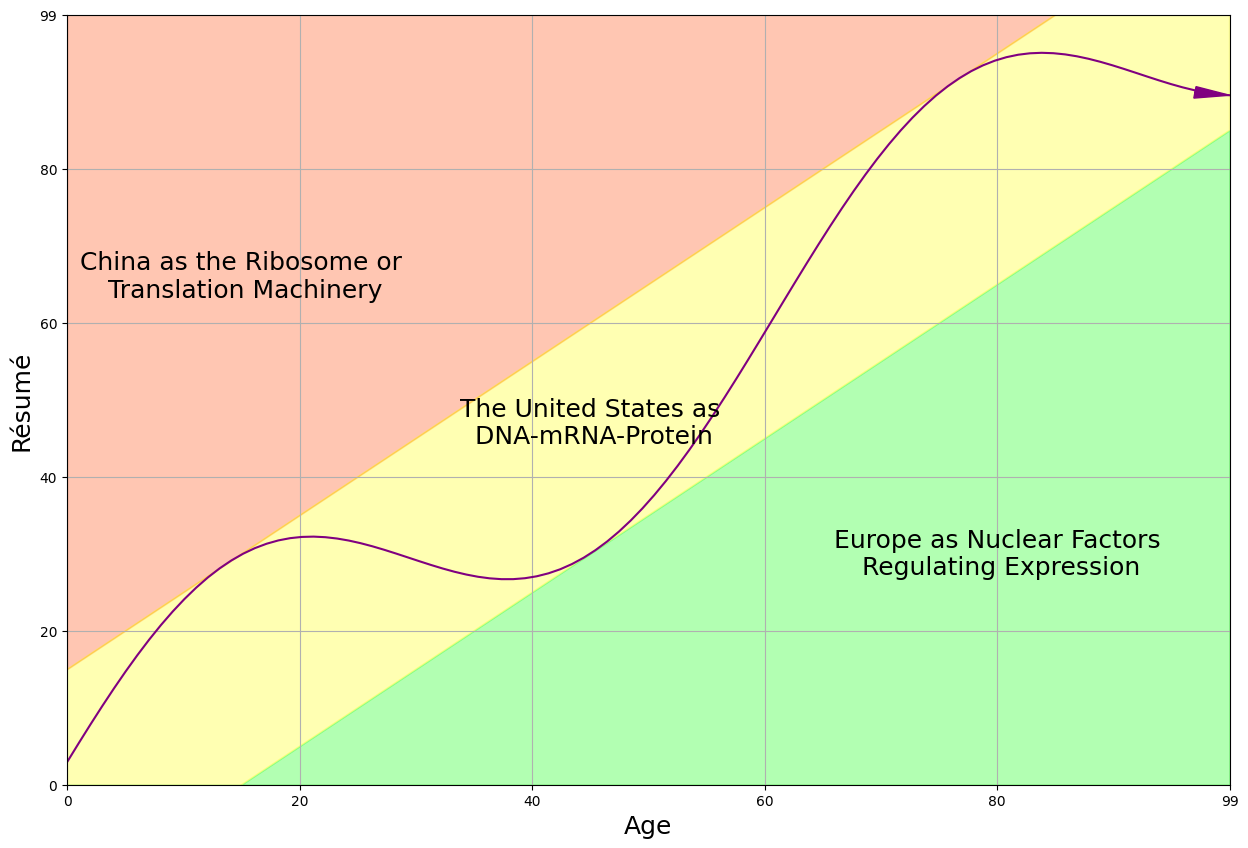 99
80
60
40
20
0
Résumé
China as the Ribosome or
Translation Machinery
The United States as
DNA-mRNA-Protein
Europe as Nuclear Factors
Regulating Expression
0 20 40 60 80 99
Age